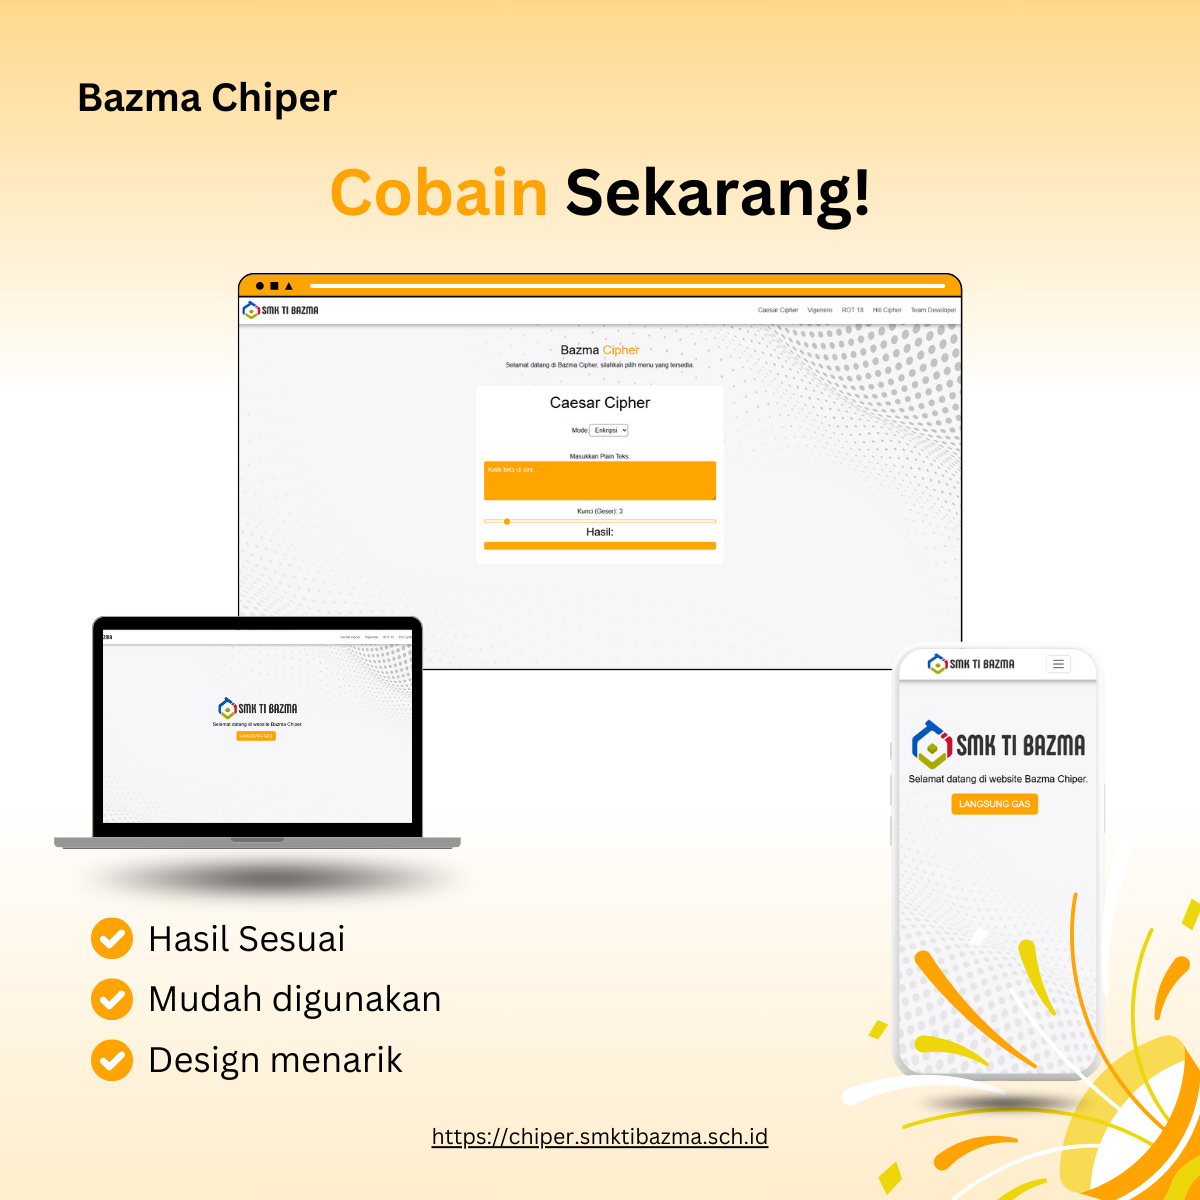 Bazma Chiper
Cobain Sekarang!
SMK TI BAZMA
Caesar Cipher Vigenere ROT 18 Hill Cipher Team Developer
Bazma Cipher
Selamat datang di Bazma Cipher, silahkan pilih menu yang tersedia.
Caesar Cipher
Mode: Enkripsi
Masukkan Plain Teks:
Ketik teks di sini...
Kunci (Geser): 3
Hasil:
Caesar Cipher Vigenere ROT 18
SMK TI BAZMA
Selamat datang di website Bazma Chiper.
LANGSUNG GAS
SMK TI BAZMA
SMK TI BAZMA
Selamat datang di website Bazma Chiper.
LANGSUNG GAS
Hasil Sesuai
Mudah digunakan
Design menarik
https://chiper.smktibazma.sch.id